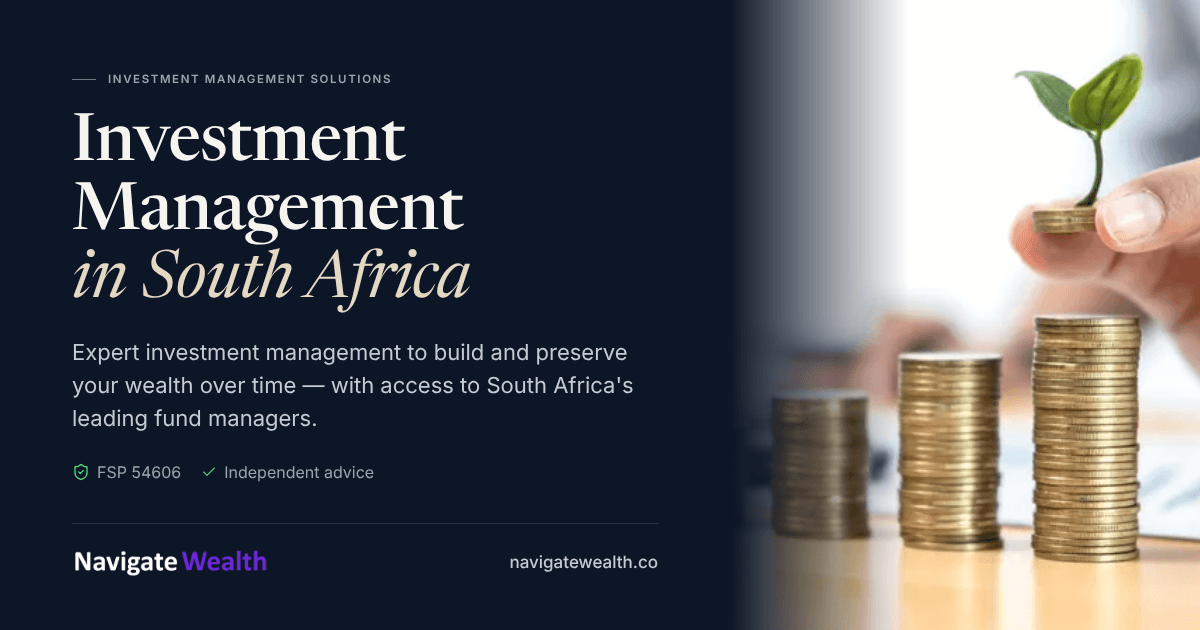 INVESTMENT MANAGEMENT SOLUTIONS
Investment
Management
in South Africa
Expert investment management to build and preserve
your wealth over time — with access to South Africa's
leading fund managers.
FSP 54606 Independent advice
Navigate Wealth navigatewealth.co